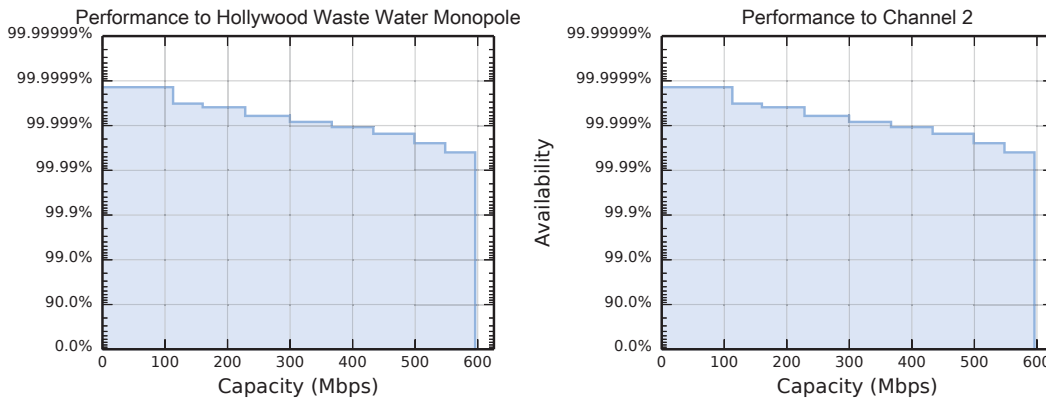 Performance to Hollywood Waste Water Monopole
99.99999%
99.9999%
99.999%
99.99%
99.9%
99.0%
90.0%
0.0%
0 100 200 300 400 500 600
Capacity (Mbps)
Performance to Channel 2
Availability
99.99999%
99.9999%
99.999%
99.99%
99.9%
99.0%
90.0%
0.0%
0 100 200 300 400 500 600
Capacity (Mbps)